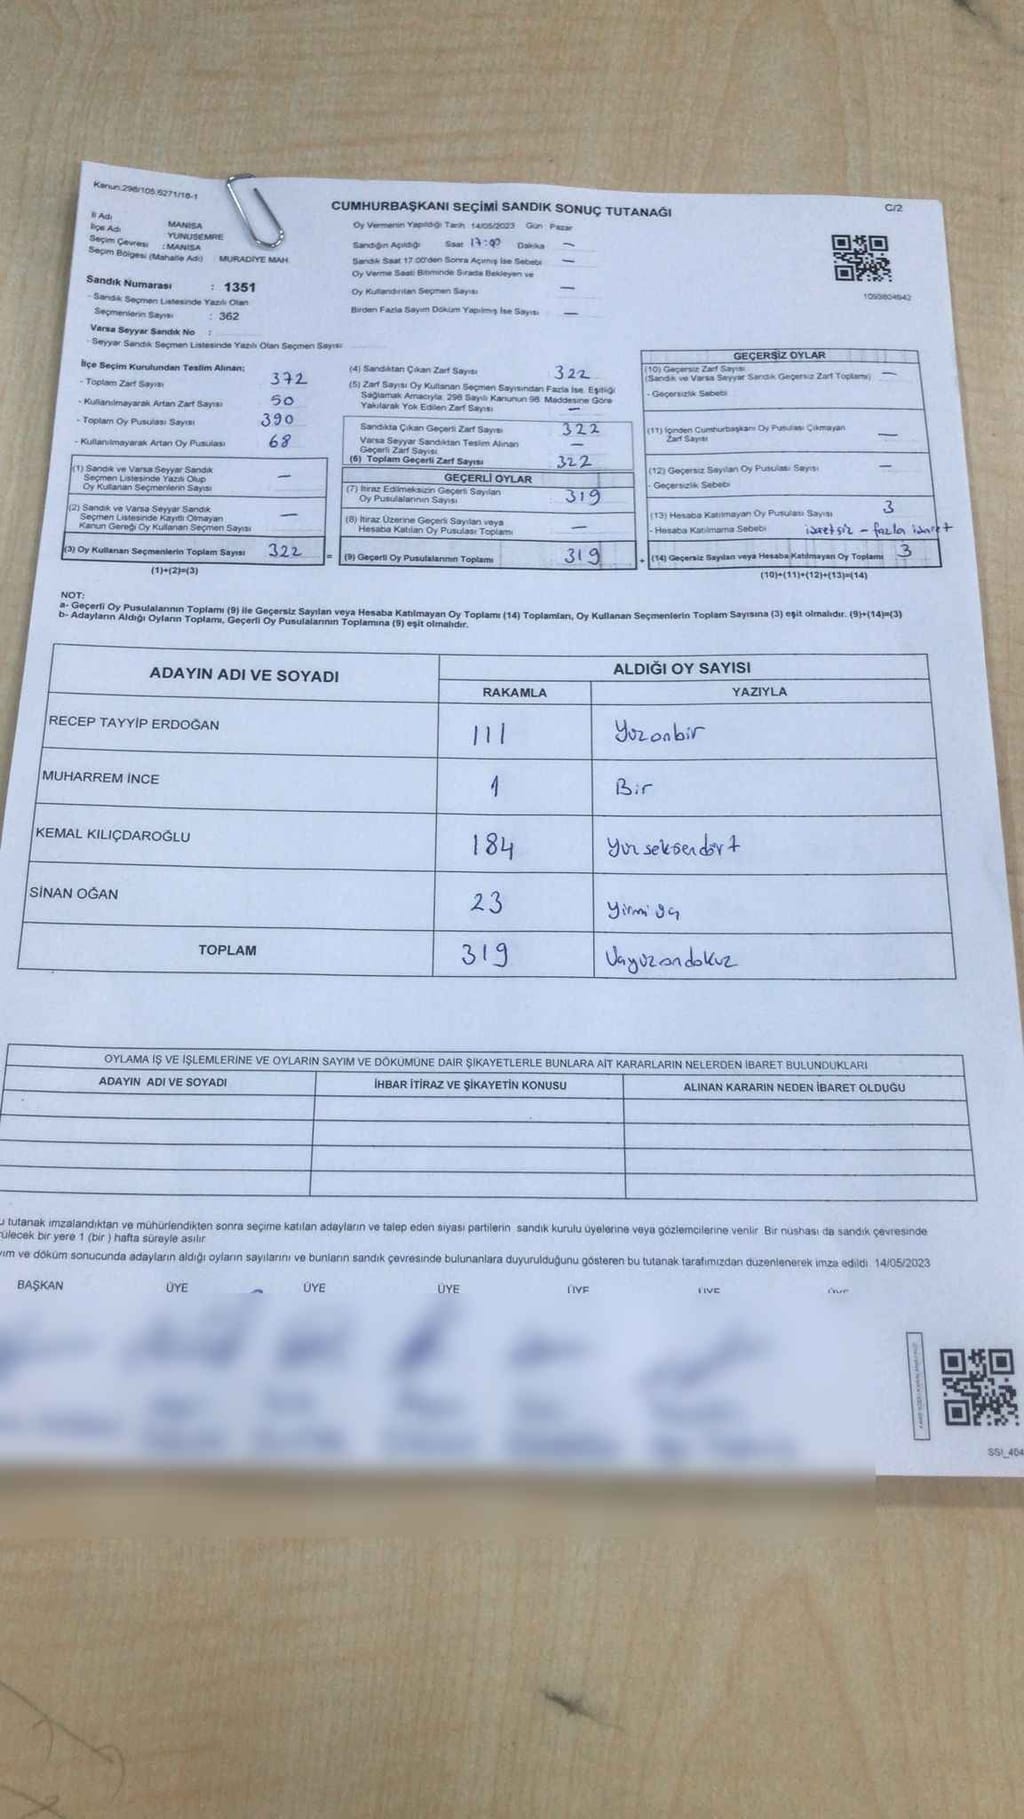 Kanun:298/105,6271/18-1
CUMHURBAŞKANI SEÇİMİ SANDIK SONUÇ TUTANAĞI
C/2
İl Adı MANİSA
İlçe Adı YUNUSEMRE
Seçim Çevresi :MANİSA
Seçim Bölgesi (Mahalle Adı) MURADİYE MAH.
Sandık Numarası : 1351
- Sandık Seçmen Listesinde Yazılı Olan
Seçmenlerin Sayısı : 362
Varsa Seyyar Sandık No :
- Seyyar Sandık Seçmen Listesinde Yazılı Olan Seçmen Sayısı:
Oy Vermenin Yapıldığı Tarih 14/05/2023 Gün Pazar
Sandığın Açıldığı Saat 17:00 Dakika —
Sandık Saat 17.00'den Sonra Açılmış İse Sebebi —
Oy Verme Saati Bitiminde Sırada Bekleyen ve
Oy Kullandırılan Seçmen Sayısı —
Birden Fazla Sayım Döküm Yapılmış İse Sayısı —
1093804942
İlçe Seçim Kurulundan Teslim Alınan:
- Toplam Zarf Sayısı 372
- Kullanılmayarak Artan Zarf Sayısı 50
- Toplam Oy Pusulası Sayısı 390
- Kullanılmayarak Artan Oy Pusulası 68
(1) Sandık ve Varsa Seyyar Sandık
Seçmen Listesinde Yazılı Olup
Oy Kullanan Seçmenlerin Sayısı —
(2) Sandık ve Varsa Seyyar Sandık
Seçmen Listesinde Kayıtlı Olmayan
Kanun Gereği Oy Kullanan Seçmen Sayısı —
(3) Oy Kullanan Seçmenlerin Toplam Sayısı 322 =
(1)+(2)=(3)
(4) Sandıktan Çıkan Zarf Sayısı 322
(5) Zarf Sayısı Oy Kullanan Seçmen Sayısından Fazla İse, Eşitliği
Sağlamak Amacıyla, 298 Sayılı Kanunun 98. Maddesine Göre
Yakılarak Yok Edilen Zarf Sayısı —
Sandıkta Çıkan Geçerli Zarf Sayısı 322
Varsa Seyyar Sandıktan Teslim Alınan
Geçerli Zarf Sayısı —
(6) Toplam Geçerli Zarf Sayısı 322
GEÇERLİ OYLAR
(7) İtiraz Edilmeksizin Geçerli Sayılan
Oy Pusulalarının Sayısı 319
(8) İtiraz Üzerine Geçerli Sayılan veya
Hesaba Katılan Oy Pusulası Toplamı —
(9) Geçerli Oy Pusulalarının Toplamı 319 +
GEÇERSİZ OYLAR
(10) Geçersiz Zarf Sayısı
(Sandık ve Varsa Seyyar Sandık Geçersiz Zarf Toplamı) —
- Geçersizlik Sebebi
(11) İçinden Cumhurbaşkanı Oy Pusulası Çıkmayan
Zarf Sayısı —
(12) Geçersiz Sayılan Oy Pusulası Sayısı —
- Geçersizlik Sebebi
(13) Hesaba Katılmayan Oy Pusulası Sayısı 3
- Hesaba Katılmama Sebebi işaretsiz - fazla işaret
(14) Geçersiz Sayılan veya Hesaba Katılmayan Oy Toplamı 3
(10)+(11)+(12)+(13)=(14)
NOT:
a- Geçerli Oy Pusulalarının Toplamı (9) ile Geçersiz Sayılan veya Hesaba Katılmayan Oy Toplamı (14) Toplamları, Oy Kullanan Seçmenlerin Toplam Sayısına (3) eşit olmalıdır. (9)+(14)=(3)
b- Adayların Aldığı Oyların Toplamı, Geçerli Oy Pusulalarının Toplamına (9) eşit olmalıdır.
ADAYIN ADI VE SOYADI ALDIĞI OY SAYISI
RAKAMLA YAZIYLA
RECEP TAYYİP ERDOĞAN 111 Yüzonbir
MUHARREM İNCE 1 Bir
KEMAL KILIÇDAROĞLU 184 Yüzseksendört
SİNAN OĞAN 23 Yirmiüç
TOPLAM 319 Üçyüzondokuz
OYLAMA İŞ VE İŞLEMLERİNE VE OYLARIN SAYIM VE DÖKÜMÜNE DAİR ŞİKAYETLERLE BUNLARA AİT KARARLARIN NELERDEN İBARET BULUNDUKLARI
ADAYIN ADI VE SOYADI İHBAR İTİRAZ VE ŞİKAYETİN KONUSU ALINAN KARARIN NEDEN İBARET OLDUĞU
tutanak imzalandıktan ve mühürlendikten sonra seçime katılan adayların ve talep eden siyasi partilerin sandık kurulu üyelerine veya gözlemcilerine verilir. Bir nüshası da sandık çevresinde
bir yere 1 (bir ) hafta süreyle asılır
ve döküm sonucunda adayların aldığı oyların sayılarını ve bunların sandık çevresinde bulunanlara duyurulduğunu gösteren bu tutanak tarafımızdan düzenlenerek imza edildi. 14/05/2023
BAŞKAN ÜYE ÜYE ÜYE ÜYE ÜYE ÜYE
SSI_404